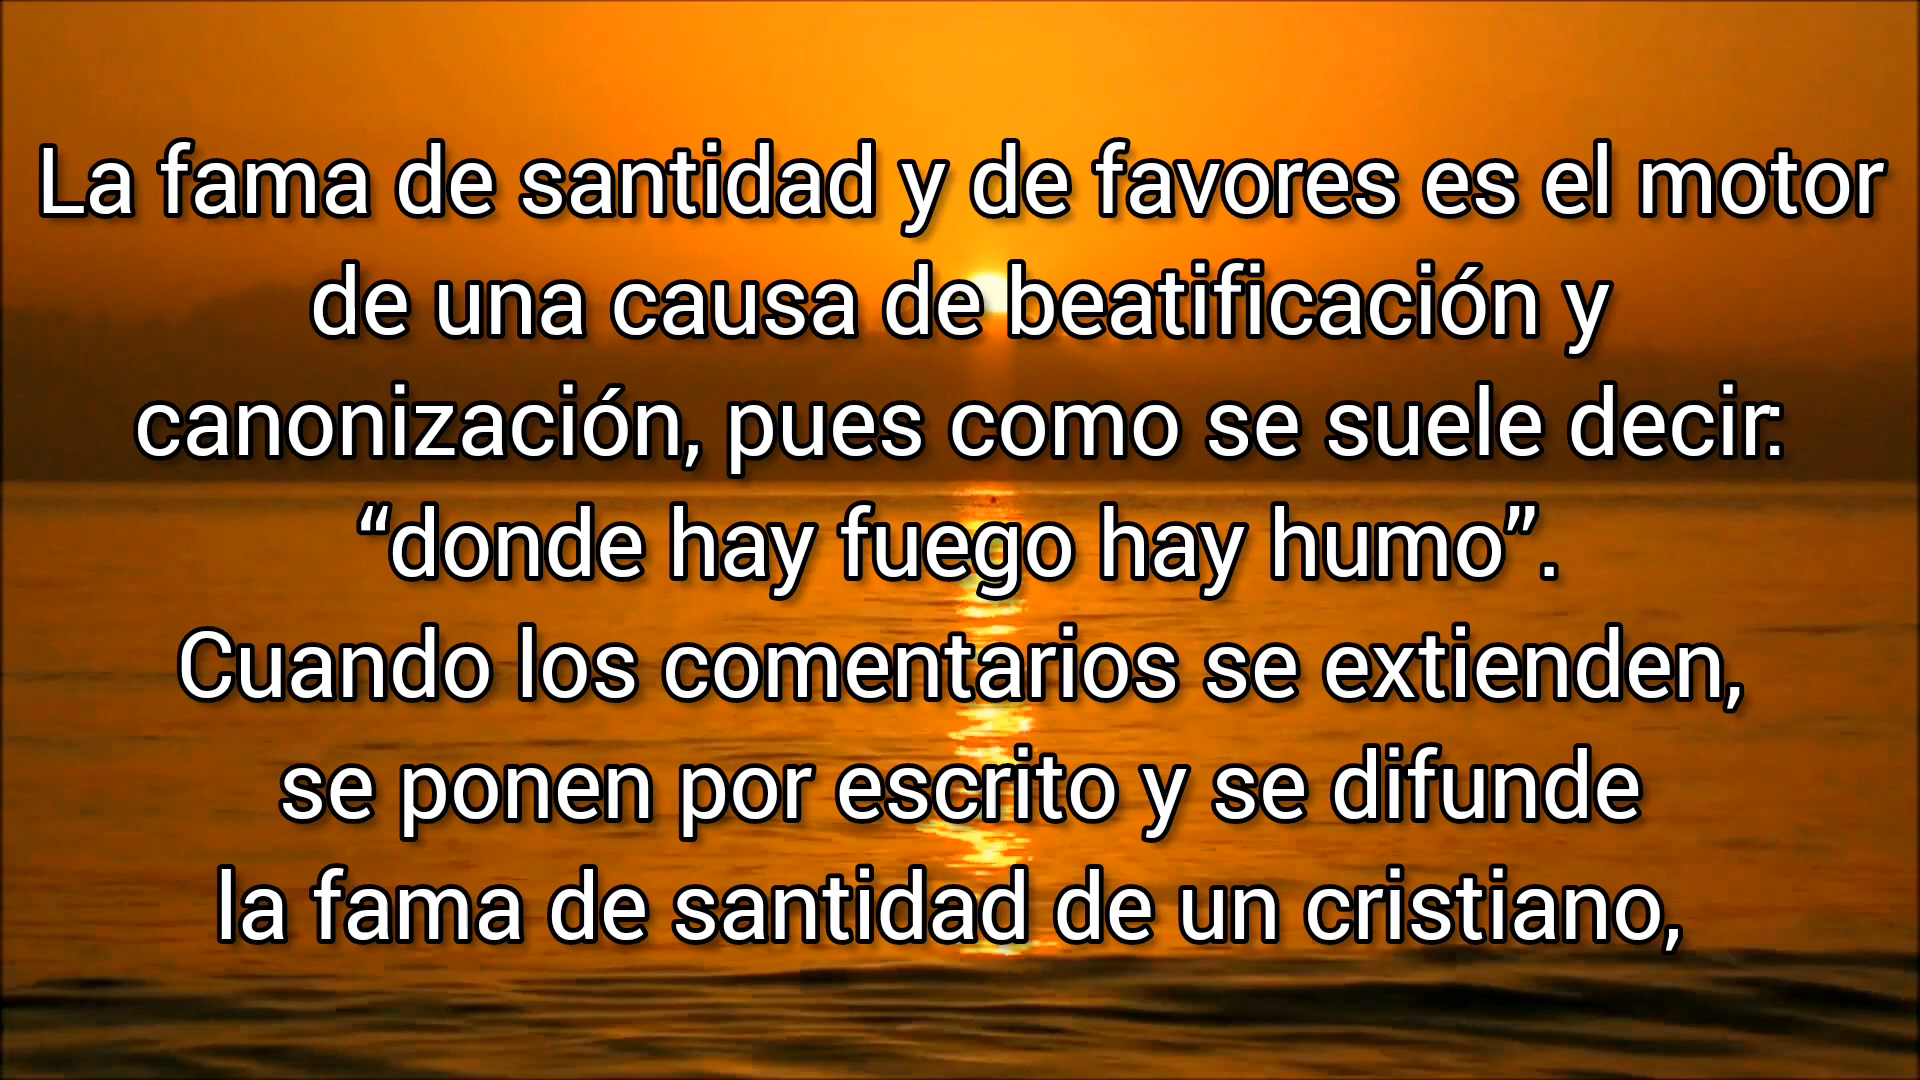 La fama de santidad y de favores es el motor
de una causa de beatificación y
canonización, pues como se suele decir:
“donde hay fuego hay humo”.
Cuando los comentarios se extienden,
se ponen por escrito y se difunde
la fama de santidad de un cristiano,